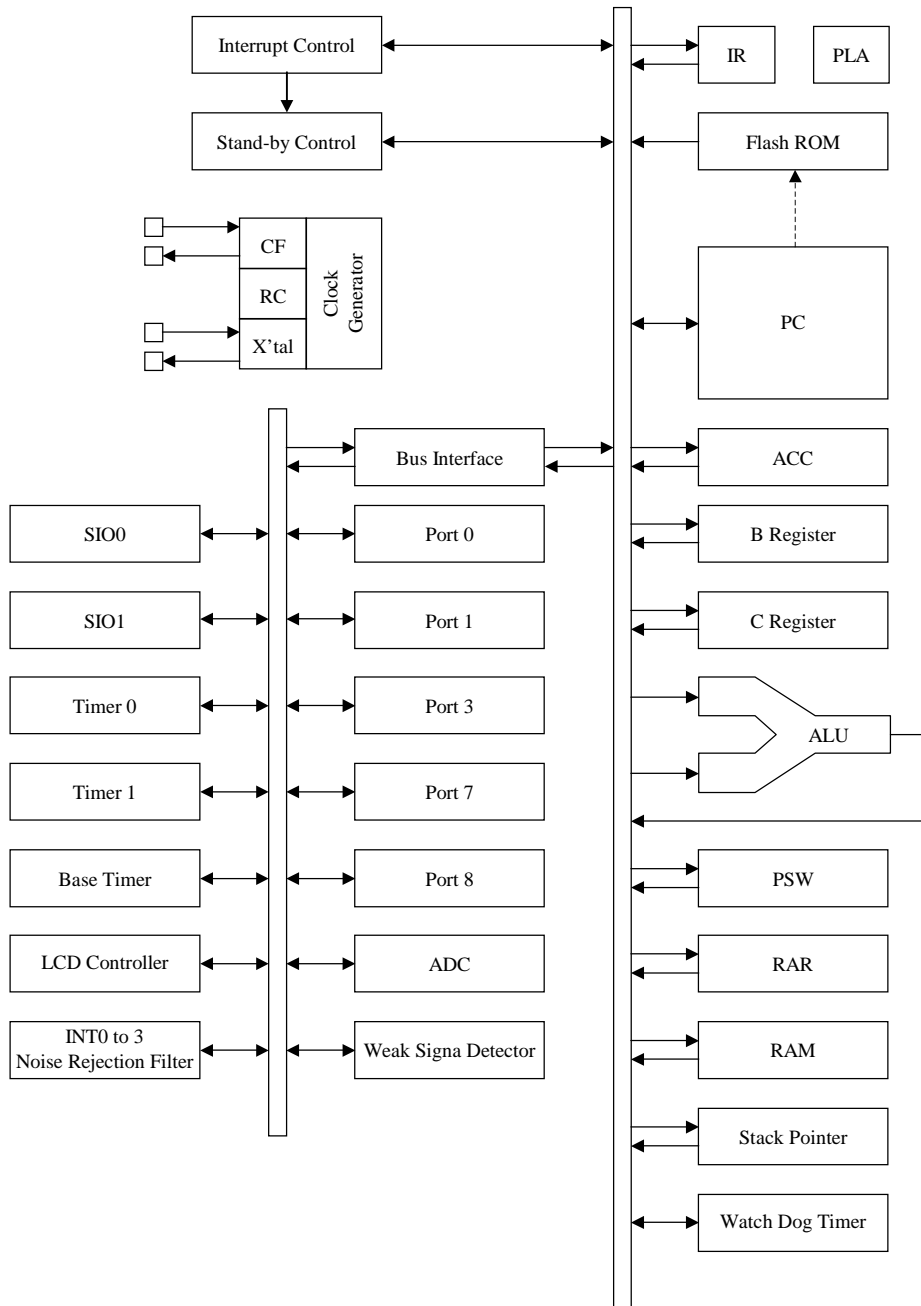 Interrupt Control
IR
PLA
Stand-by Control
Flash ROM
CF
RC
X’tal
Clock
Generator
PC
Bus Interface
ACC
SIO0
Port 0
B Register
SIO1
Port 1
C Register
Timer 0
Port 3
ALU
Timer 1
Port 7
Base Timer
Port 8
PSW
LCD Controller
ADC
RAR
INT0 to 3
Noise Rejection Filter
Weak Signa Detector
RAM
Stack Pointer
Watch Dog Timer